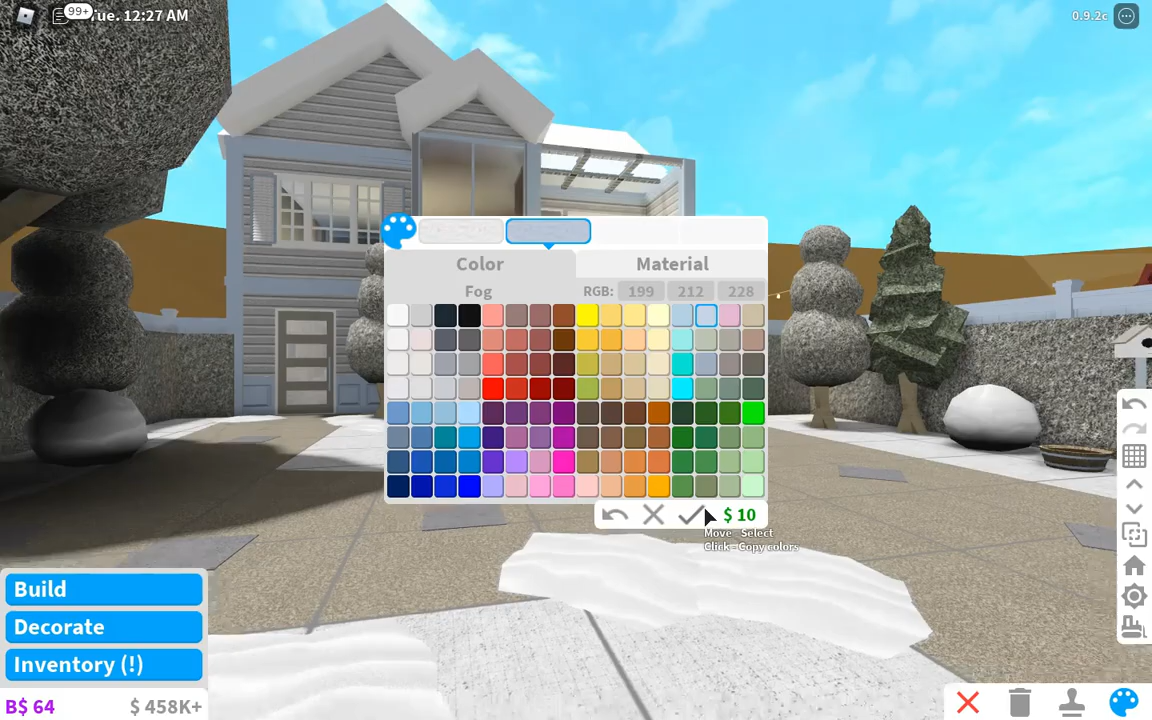 99+
ue. 12:27 AM
0.9.2c
Color
Material
Fog
RGB: 199 212 228
$ 10
Move - Select
Click - Copy colors
Build
Decorate
Inventory (!)
B$ 64
$ 458K+